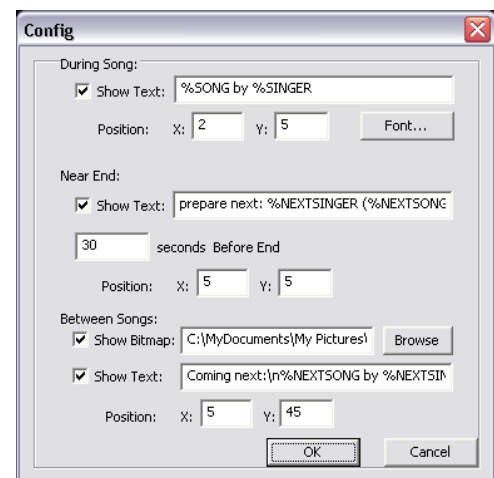 Config
During Song:
Show Text: %SONG by %SINGER
Position: X: 2 Y: 5 Font...
Near End:
Show Text: prepare next: %NEXTSINGER (%NEXTSONG
30 seconds Before End
Position: X: 5 Y: 5
Between Songs:
Show Bitmap: C:\MyDocuments\My Pictures\ Browse
Show Text: Coming next:\n%NEXTSONG by %NEXTSIN
Position: X: 5 Y: 45
OK Cancel